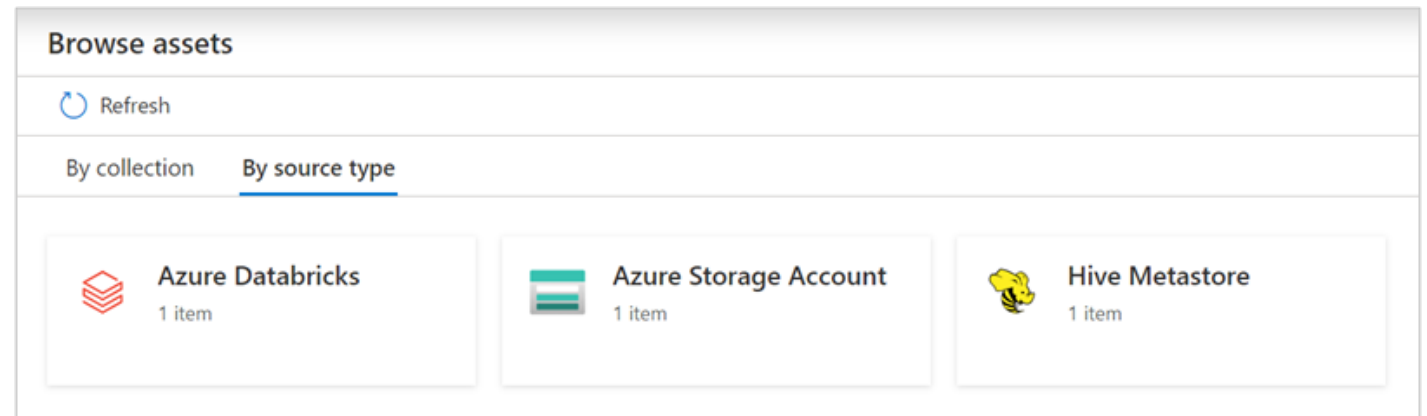 Browse assets
Refresh
By collection By source type
Azure Databricks Azure Storage Account Hive Metastore
1 item 1 item 1 item